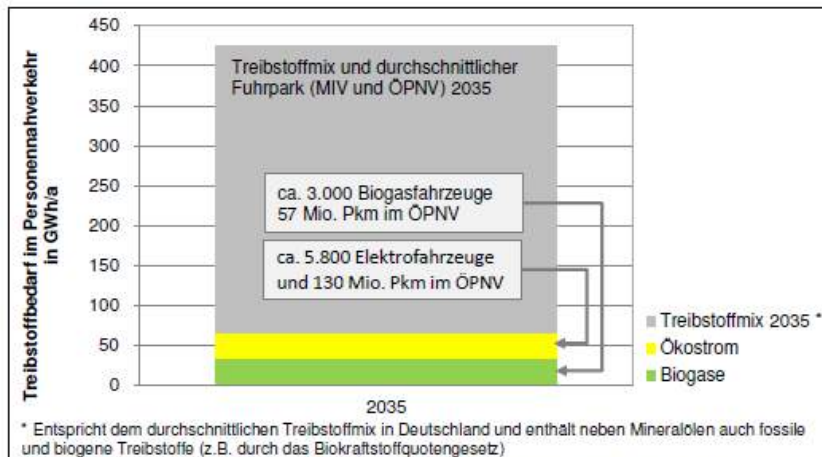 Treibstoffbedarf im Personennahverkehr
in GWh/a
450
400
350
300
250
200
150
100
50
0
Treibstoffmix und durchschnittlicher
Fuhrpark (MIV und ÖPNV) 2035
ca. 3.000 Biogasfahrzeuge
57 Mio. Pkm im ÖPNV
ca. 5.800 Elektrofahrzeuge
und 130 Mio. Pkm im ÖPNV
2035
Treibstoffmix 2035 *
Ökostrom
Biogase
* Entspricht dem durchschnittlichen Treibstoffmix in Deutschland und enthält neben Mineralölen auch fossile
und biogene Treibstoffe (z.B. durch das Biokraftstoffquotengesetz)